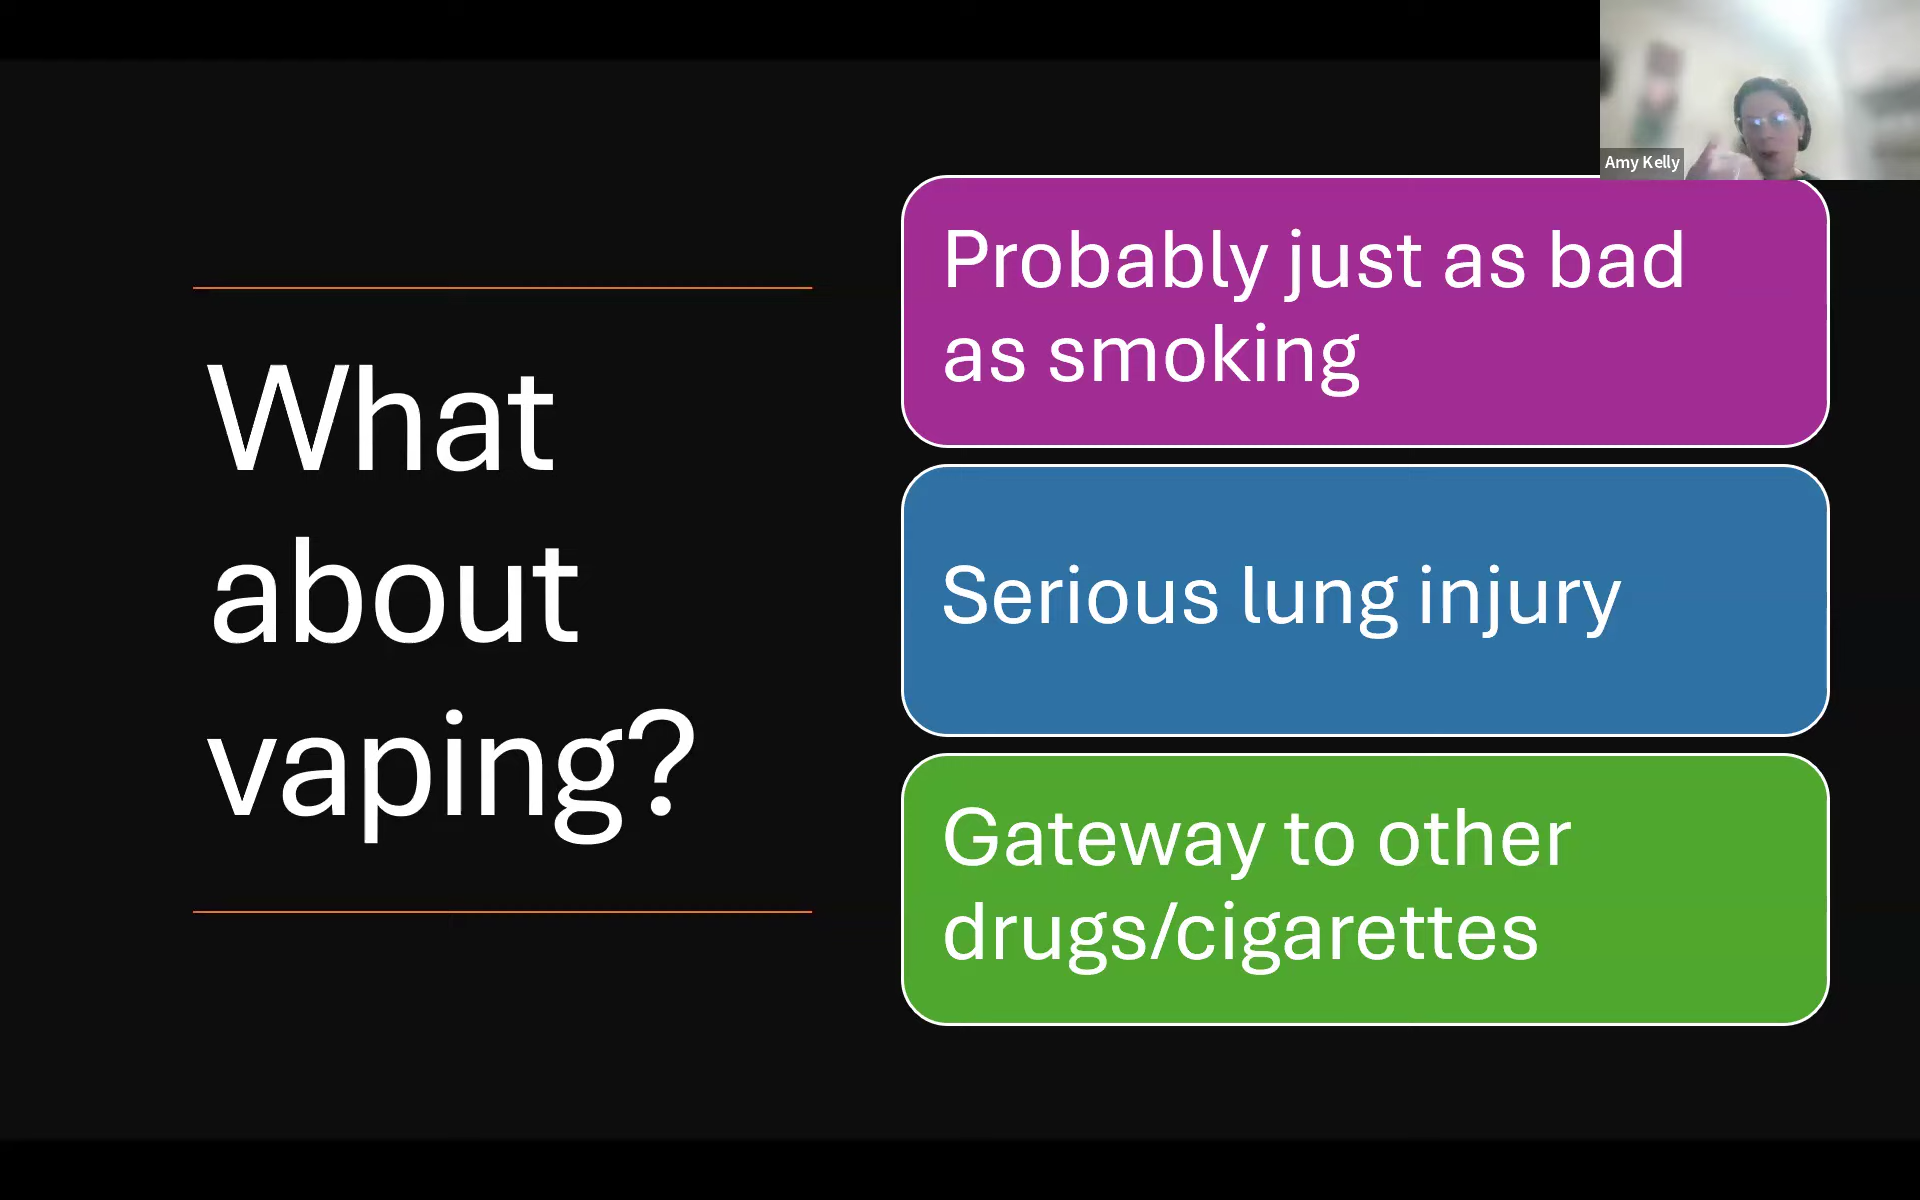 Amy Kelly
What
about
vaping?
Probably just as bad
as smoking
Serious lung injury
Gateway to other
drugs/cigarettes